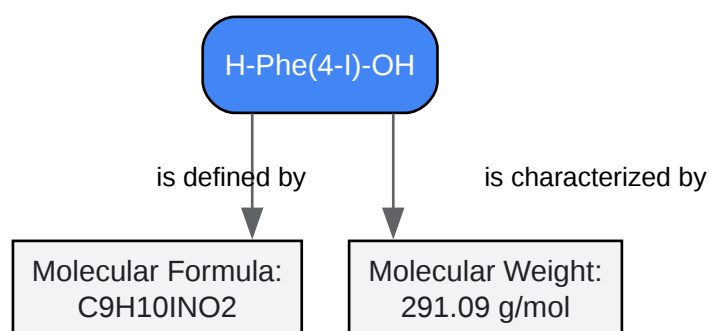 H-Phe(4-I)-OH
is defined by
is characterized by
Molecular Formula:
C9H10INO2
Molecular Weight:
291.09 g/mol